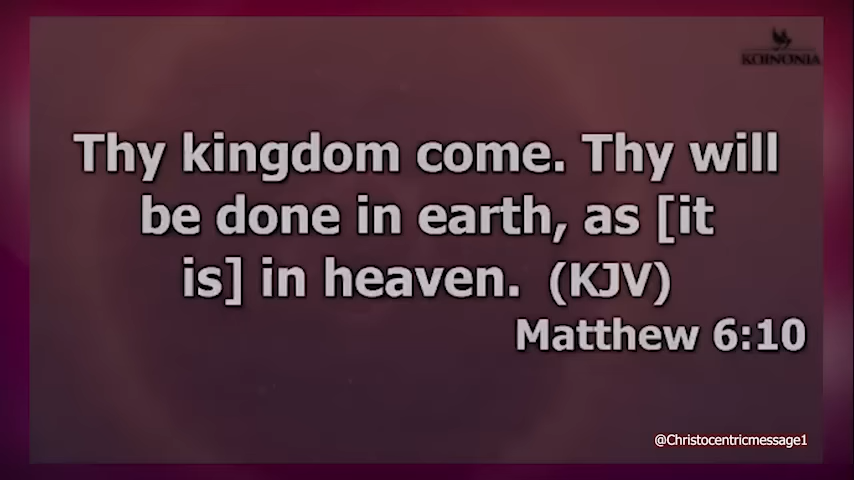 KOINONIA
Thy kingdom come. Thy will
be done in earth, as [it
is] in heaven. (KJV)
Matthew 6:10
@Christocentricmessage1